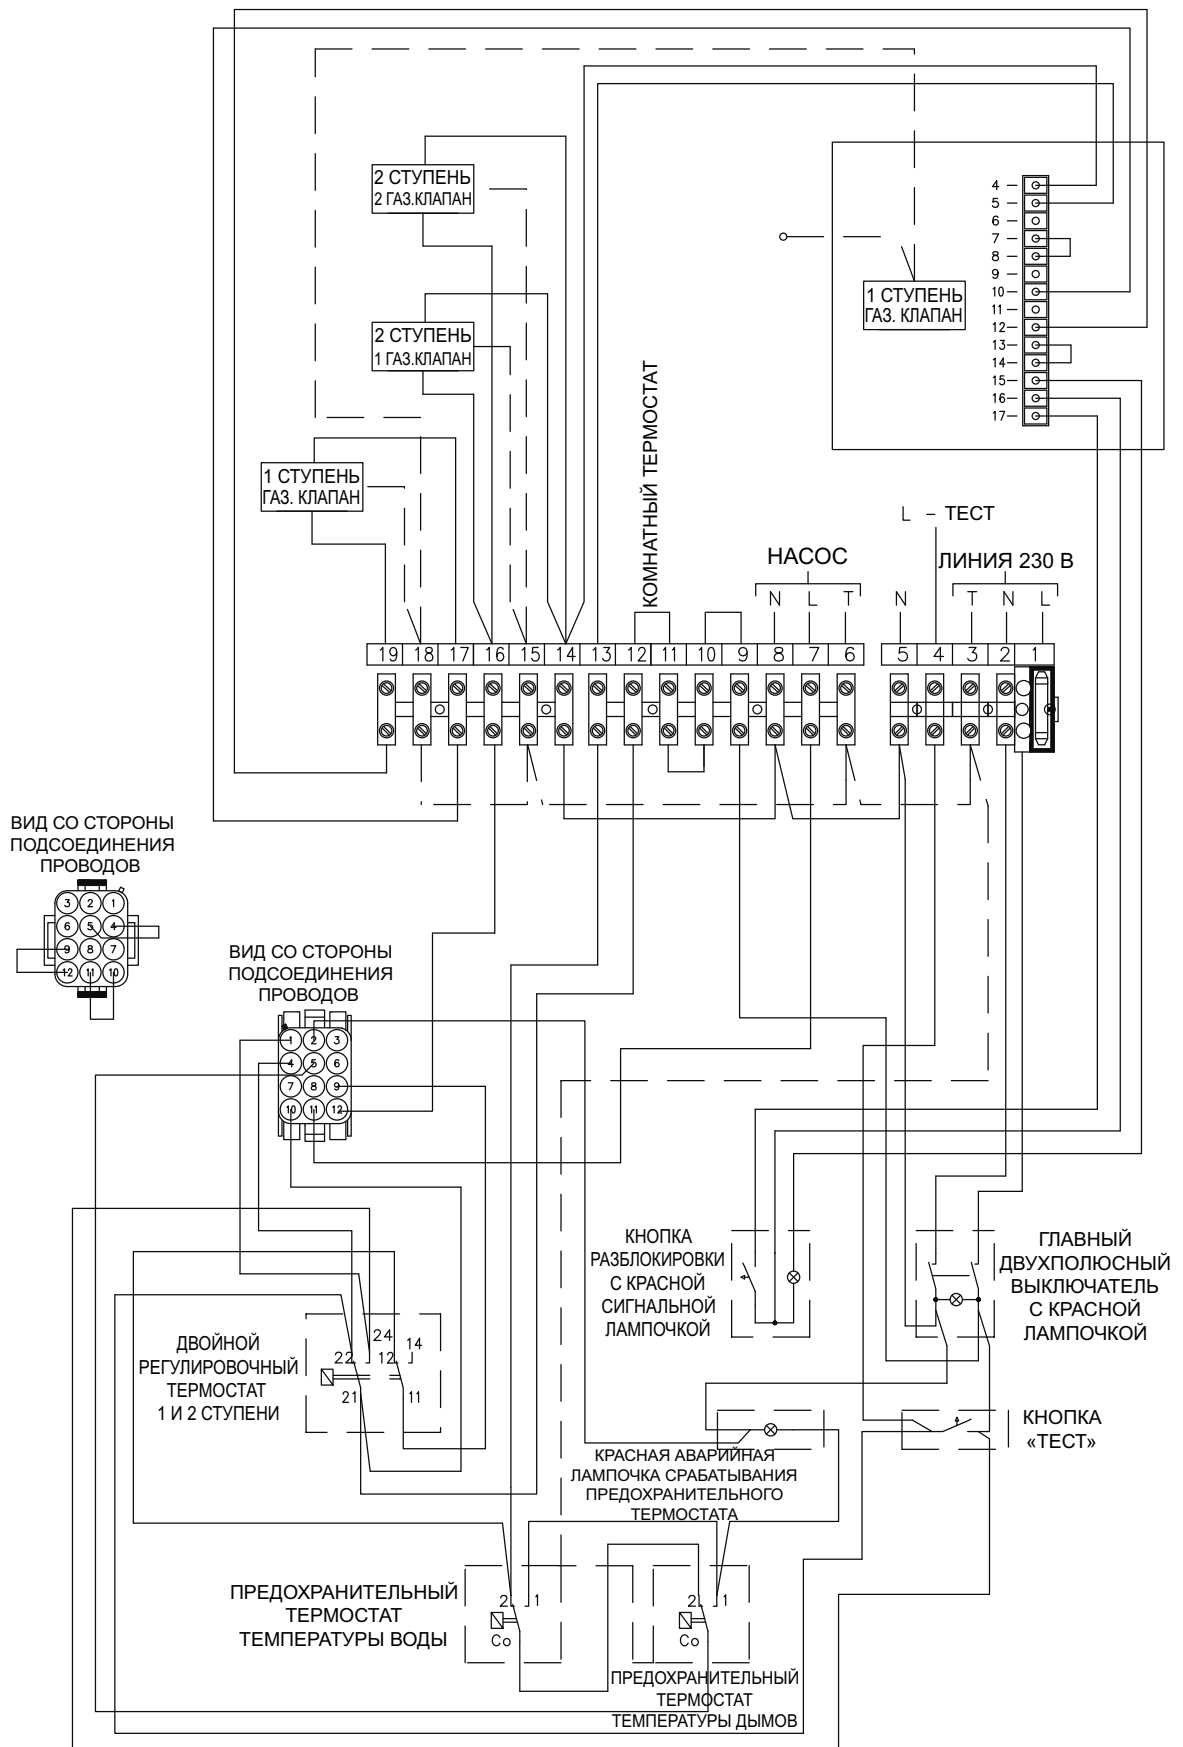 2 СТУПЕНЬ
2 ГАЗ.КЛАПАН
4
5
6
7
8
9
10
11
12
13
14
15
16
17
1 СТУПЕНЬ
ГАЗ. КЛАПАН
2 СТУПЕНЬ
1 ГАЗ.КЛАПАН
КОМНАТНЫЙ ТЕРМОСТАТ
1 СТУПЕНЬ
ГАЗ. КЛАПАН
L - ТЕСТ
НАСОС
ЛИНИЯ 230 В
N L T N T N L
19 18 17 16 15 14 13 12 11 10 9 8 7 6 5 4 3 2 1
ВИД СО СТОРОНЫ
ПОДСОЕДИНЕНИЯ
ПРОВОДОВ
3 2 1
6 5 4
9 8 7
12 11 10
ВИД СО СТОРОНЫ
ПОДСОЕДИНЕНИЯ
ПРОВОДОВ
1 2 3
4 5 6
7 8 9
10 11 12
КНОПКА
РАЗБЛОКИРОВКИ
С КРАСНОЙ
СИГНАЛЬНОЙ
ЛАМПОЧКОЙ
ГЛАВНЫЙ
ДВУХПОЛЮСНЫЙ
ВЫКЛЮЧАТЕЛЬ
С КРАСНОЙ
ЛАМПОЧКОЙ
ДВОЙНОЙ
РЕГУЛИРОВОЧНЫЙ
ТЕРМОСТАТ
1 И 2 СТУПЕНИ
24 14
22 12
21 11
КНОПКА
«ТЕСТ»
КРАСНАЯ АВАРИЙНАЯ
ЛАМПОЧКА СРАБАТЫВАНИЯ
ПРЕДОХРАНИТЕЛЬНОГО
ТЕРМОСТАТА
ПРЕДОХРАНИТЕЛЬНЫЙ
ТЕРМОСТАТ
ТЕМПЕРАТУРЫ ВОДЫ
2 1
Co
2 1
Co
ПРЕДОХРАНИТЕЛЬНЫЙ
ТЕРМОСТАТ
ТЕМПЕРАТУРЫ ДЫМОВ